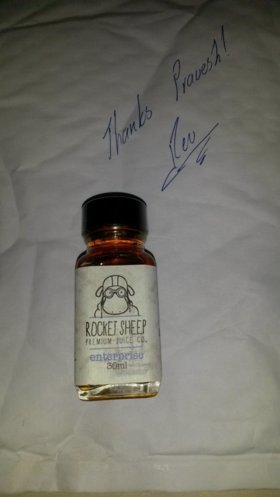 Thanks Pravesh!
ROCKET SHEEP
PREMIUM JUICE CO.
enterprise
30ml